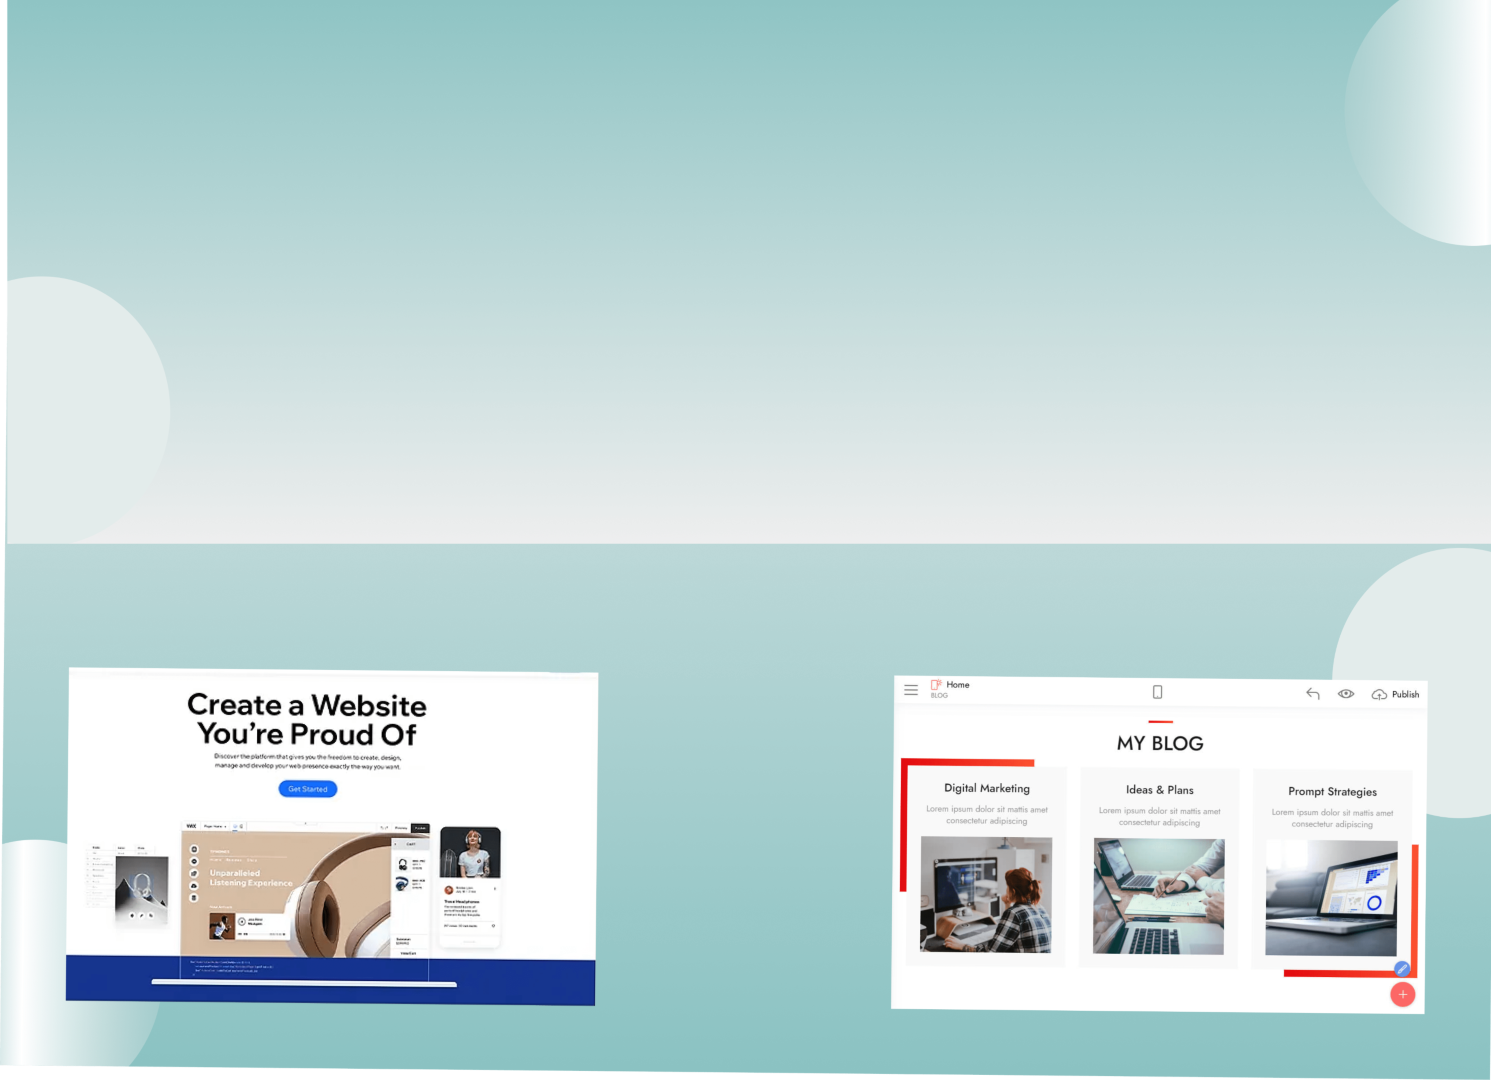 Create a Website
You're Proud Of
Discover the platform that gives you the freedom to create, design,
manage and develop your web presence exactly the way you want.
Get Started
WIX
Unparalleled
Listening Experience
Home
BLOG
Publish
MY BLOG
Digital Marketing
Lorem ipsum dolor sit mattis amet
consectetur adipiscing
Ideas & Plans
Lorem ipsum dolor sit mattis amet
consectetur adipiscing
Prompt Strategies
Lorem ipsum dolor sit mattis amet
consectetur adipiscing